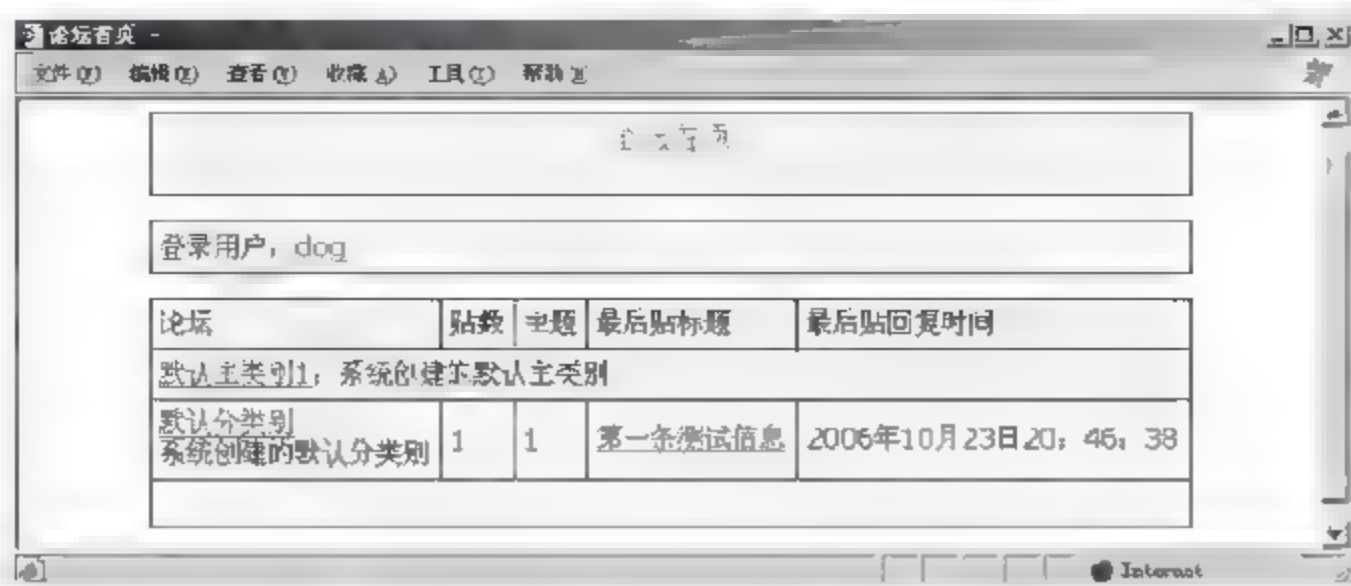 论坛首页 -
文件(F) 编辑(E) 查看(V) 收藏(A) 工具(T) 帮助(H)
论坛首页
登录用户：dog
论坛 贴数 主题 最后贴标题 最后贴回复时间
默认主类别1：系统创建的默认主类别
默认分类别 1 1 第一条测试信息 2006年10月23日20：46：38
系统创建的默认分类别
Internet